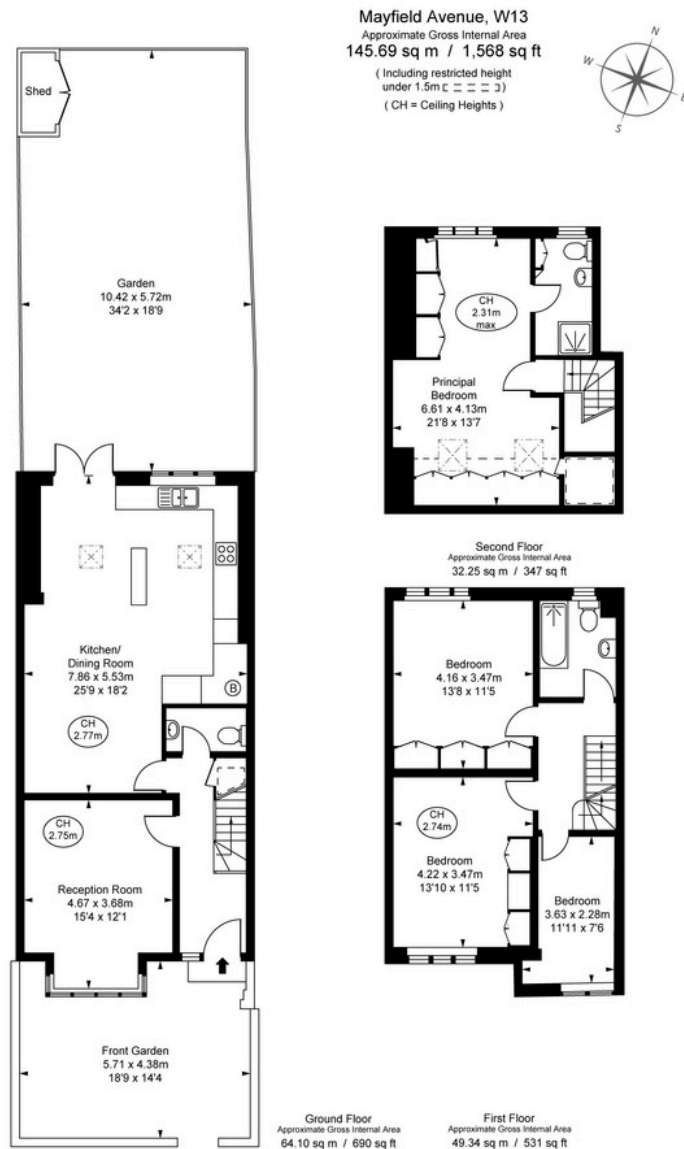 Mayfield Avenue, W13
Approximate Gross Internal Area
145.69 sq m / 1,568 sq ft
( Including restricted height
under 1.5m )
( CH = Ceiling Heights )
N
W
E
S
Shed
Garden
10.42 x 5.72m
34'2 x 18'9
Kitchen/
Dining Room
7.86 x 5.53m
25'9 x 18'2
B
CH
2.77m
CH
2.75m
Reception Room
4.67 x 3.68m
15'4 x 12'1
Front Garden
5.71 x 4.38m
18'9 x 14'4
Ground Floor
Approximate Gross Internal Area
64.10 sq m / 690 sq ft
CH
2.31m
max
Principal
Bedroom
6.61 x 4.13m
21'8 x 13'7
Second Floor
Approximate Gross Internal Area
32.25 sq m / 347 sq ft
Bedroom
4.16 x 3.47m
13'8 x 11'5
CH
2.74m
Bedroom
4.22 x 3.47m
13'10 x 11'5
Bedroom
3.63 x 2.28m
11'11 x 7'6
First Floor
Approximate Gross Internal Area
49.34 sq m / 531 sq ft